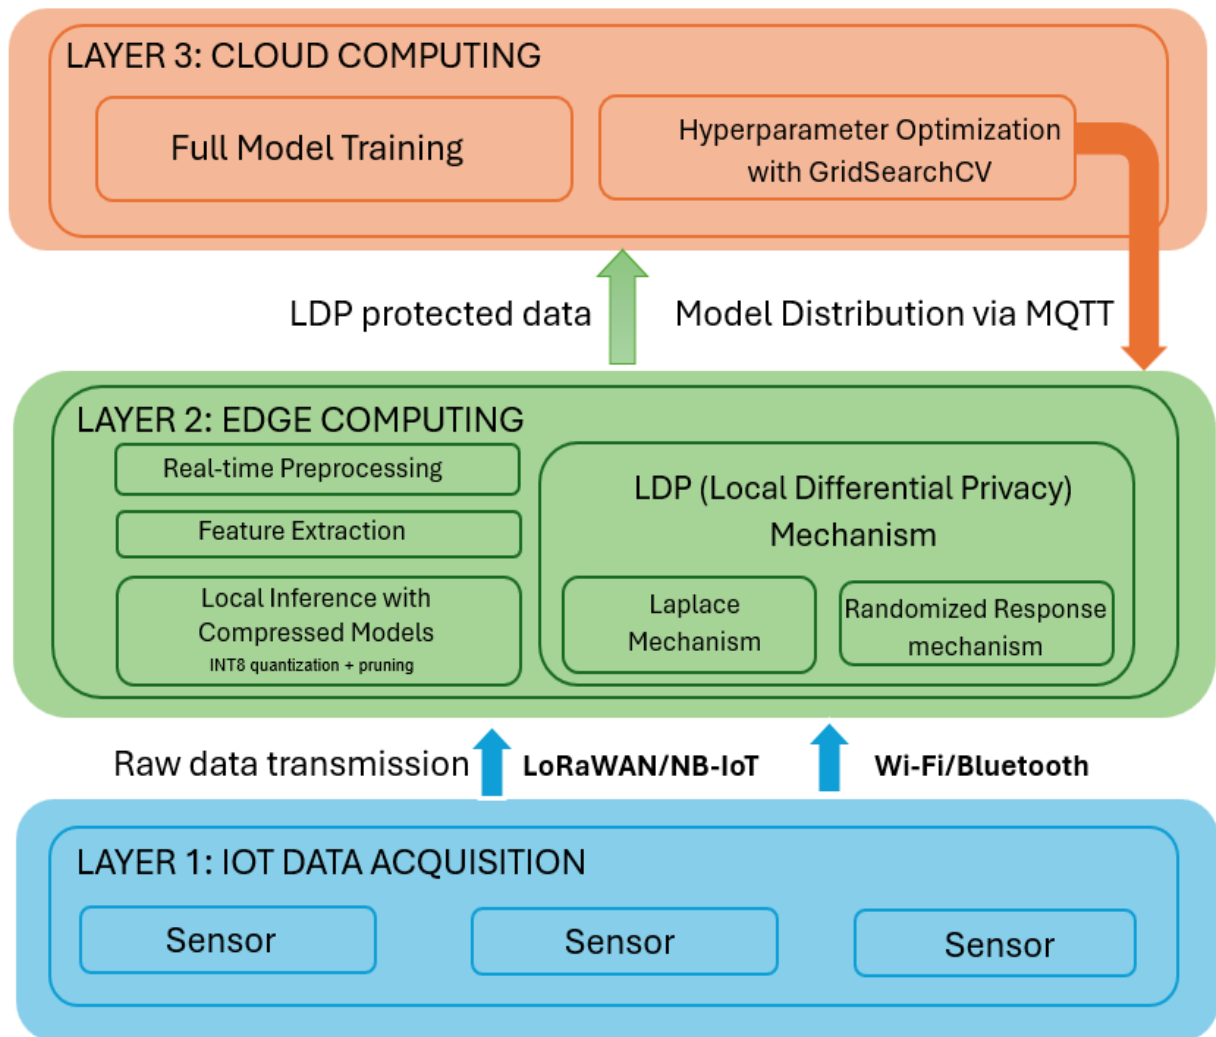 LAYER 3: CLOUD COMPUTING
Full Model Training
Hyperparameter Optimization
with GridSearchCV
LDP protected data
Model Distribution via MQTT
LAYER 2: EDGE COMPUTING
Real-time Preprocessing
Feature Extraction
Local Inference with
Compressed Models
INT8 quantization + pruning
LDP (Local Differential Privacy)
Mechanism
Laplace
Mechanism
Randomized Response
mechanism
Raw data transmission
LoRaWAN/NB-IoT
Wi-Fi/Bluetooth
LAYER 1: IOT DATA ACQUISITION
Sensor
Sensor
Sensor